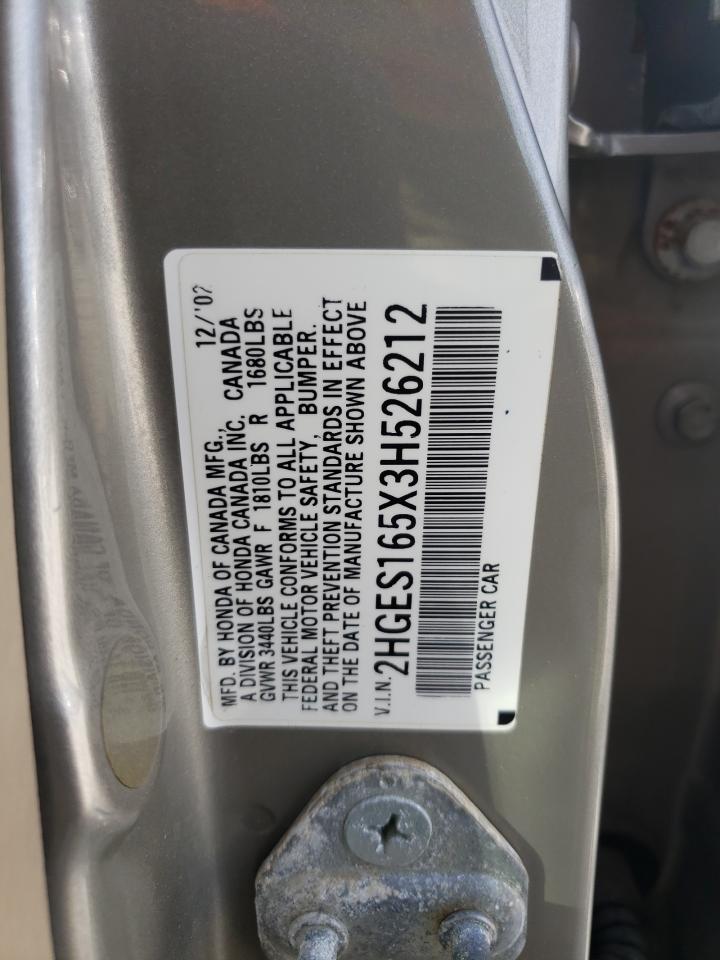 MFD. BY HONDA OF CANADA MFG., 12/'02
A DIVISION OF HONDA CANADA INC. CANADA
GVWR 3440LBS GAWR F 1810LBS R 1680LBS
THIS VEHICLE CONFORMS TO ALL APPLICABLE
FEDERAL MOTOR VEHICLE SAFETY, BUMPER,
AND THEFT PREVENTION STANDARDS IN EFFECT
ON THE DATE OF MANUFACTURE SHOWN ABOVE
V.I.N. 2HGES165X3H526212
PASSENGER CAR